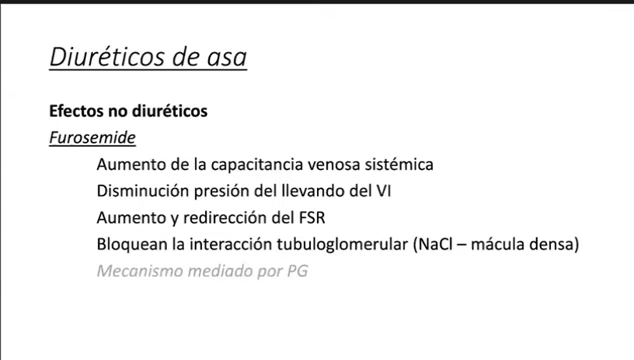 Diuréticos de asa
Efectos no diuréticos
Furosemide
Aumento de la capacitancia venosa sistémica
Disminución presión del llevando del VI
Aumento y redirección del FSR
Bloquean la interacción tubuloglomerular (NaCl – mácula densa)
Mecanismo mediado por PG